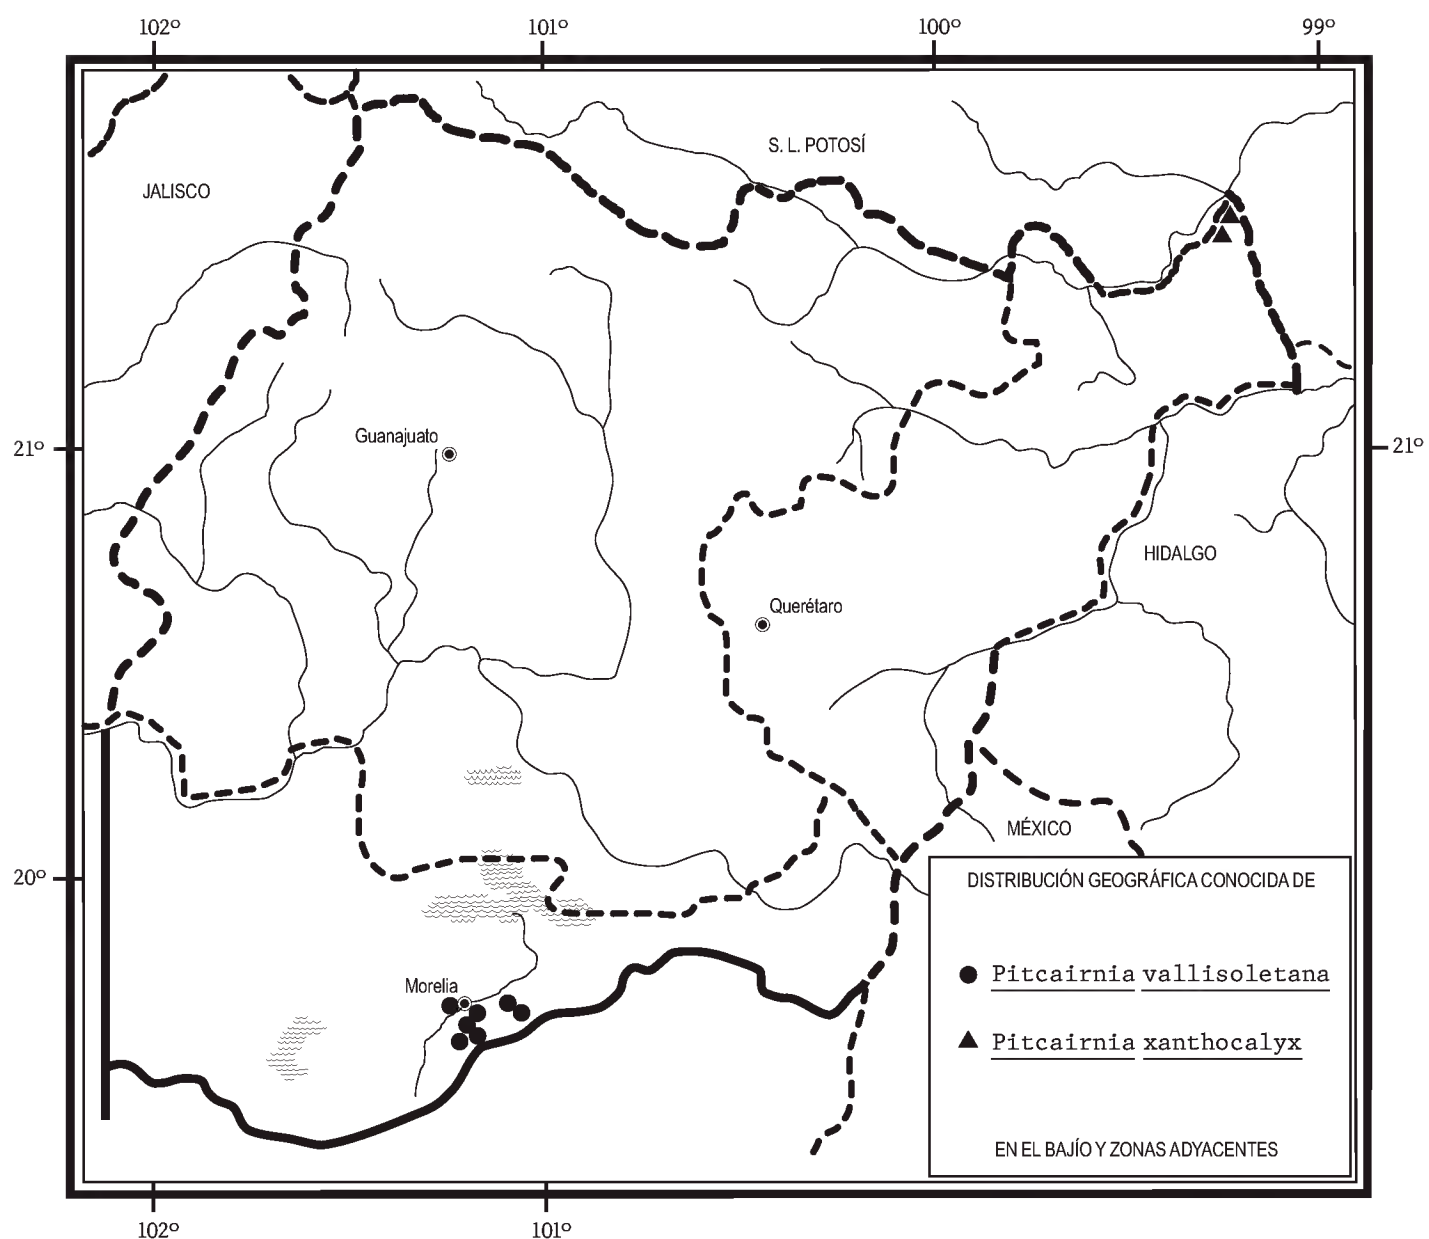 102º 101º 100º 99º
S. L. POTOSÍ
JALISCO
Guanajuato
21º 21º
HIDALGO
Querétaro
MÉXICO
20º
DISTRIBUCIÓN GEOGRÁFICA CONOCIDA DE
Pitcairnia vallisoletana
Morelia
Pitcairnia xanthocalyx
EN EL BAJÍO Y ZONAS ADYACENTES
102º 101º